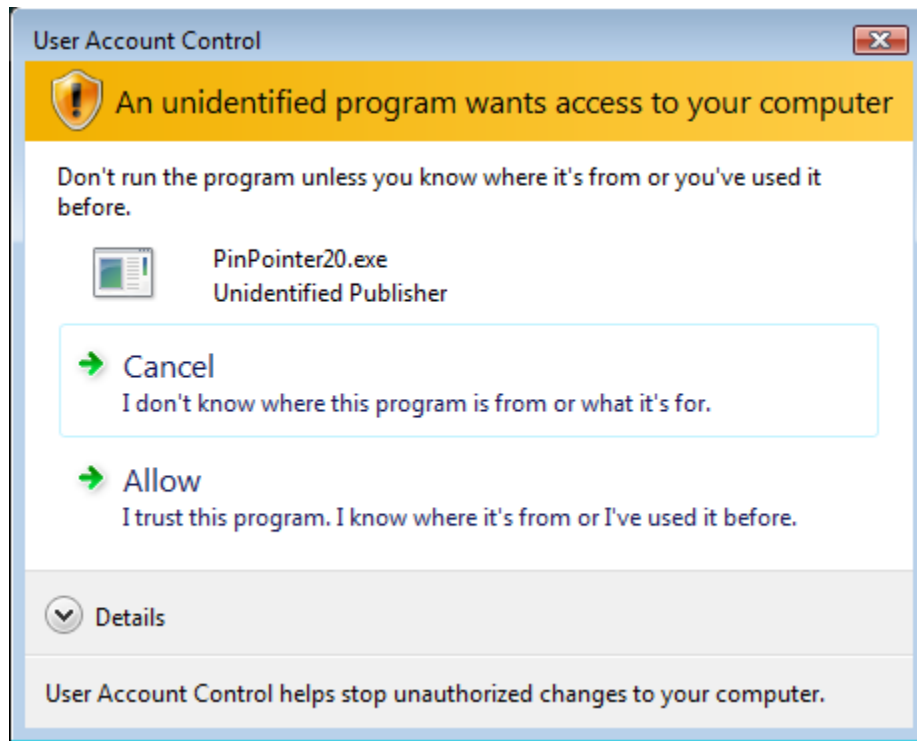 User Account Control
An unidentified program wants access to your computer
Don't run the program unless you know where it's from or you've used it
before.
PinPointer20.exe
Unidentified Publisher
Cancel
I don't know where this program is from or what it's for.
Allow
I trust this program. I know where it's from or I've used it before.
Details
User Account Control helps stop unauthorized changes to your computer.